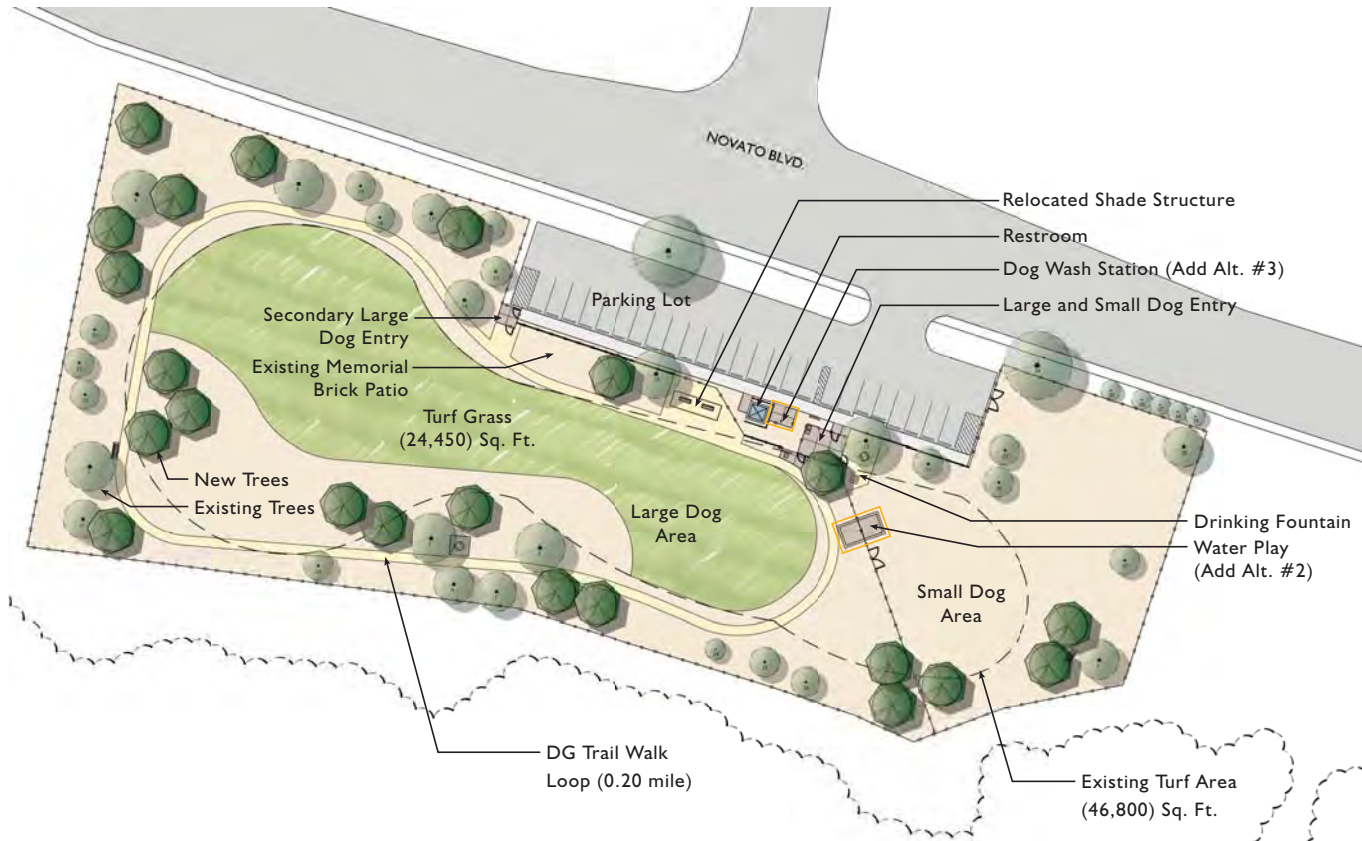 NOVATO BLVD.
Relocated Shade Structure
Restroom
Dog Wash Station (Add Alt. #3)
Large and Small Dog Entry
Parking Lot
Secondary Large
Dog Entry
Existing Memorial
Brick Patio
Turf Grass
(24,450) Sq. Ft.
New Trees
Existing Trees
Large Dog
Area
Drinking Fountain
Water Play
(Add Alt. #2)
Small Dog
Area
DG Trail Walk
Loop (0.20 mile)
Existing Turf Area
(46,800) Sq. Ft.